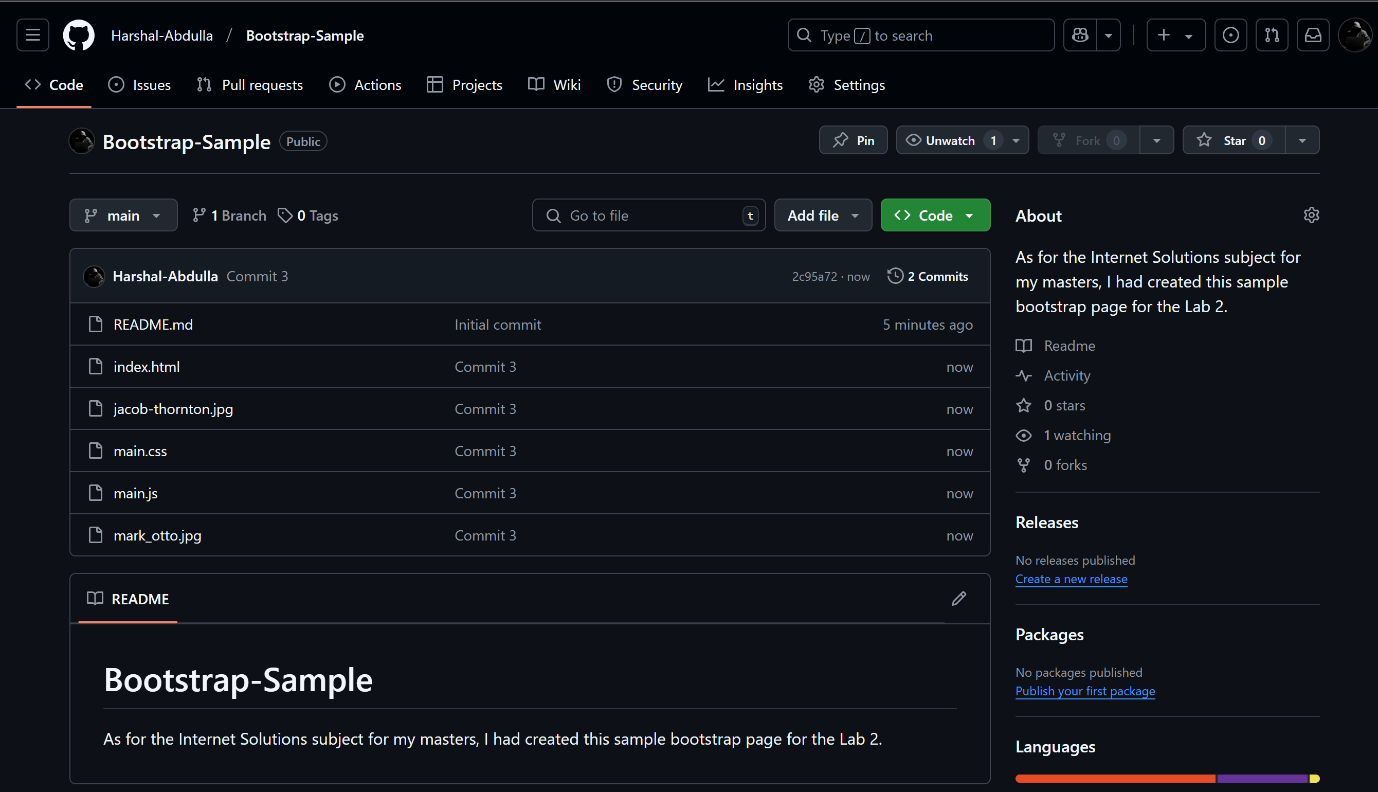 Harshal-Abdulla / Bootstrap-Sample
Type / to search
Code Issues Pull requests Actions Projects Wiki Security Insights Settings
Bootstrap-Sample Public
Pin Unwatch 1 Fork 0 Star 0
main 1 Branch 0 Tags Go to file t Add file Code
Harshal-Abdulla Commit 3 2c95a72 · now 2 Commits
README.md Initial commit 5 minutes ago
index.html Commit 3 now
jacob-thornton.jpg Commit 3 now
main.css Commit 3 now
main.js Commit 3 now
mark_otto.jpg Commit 3 now
README
Bootstrap-Sample
As for the Internet Solutions subject for my masters, I had created this sample bootstrap page for the Lab 2.
About
As for the Internet Solutions subject for
my masters, I had created this sample
bootstrap page for the Lab 2.
Readme
Activity
0 stars
1 watching
0 forks
Releases
No releases published
Create a new release
Packages
No packages published
Publish your first package
Languages